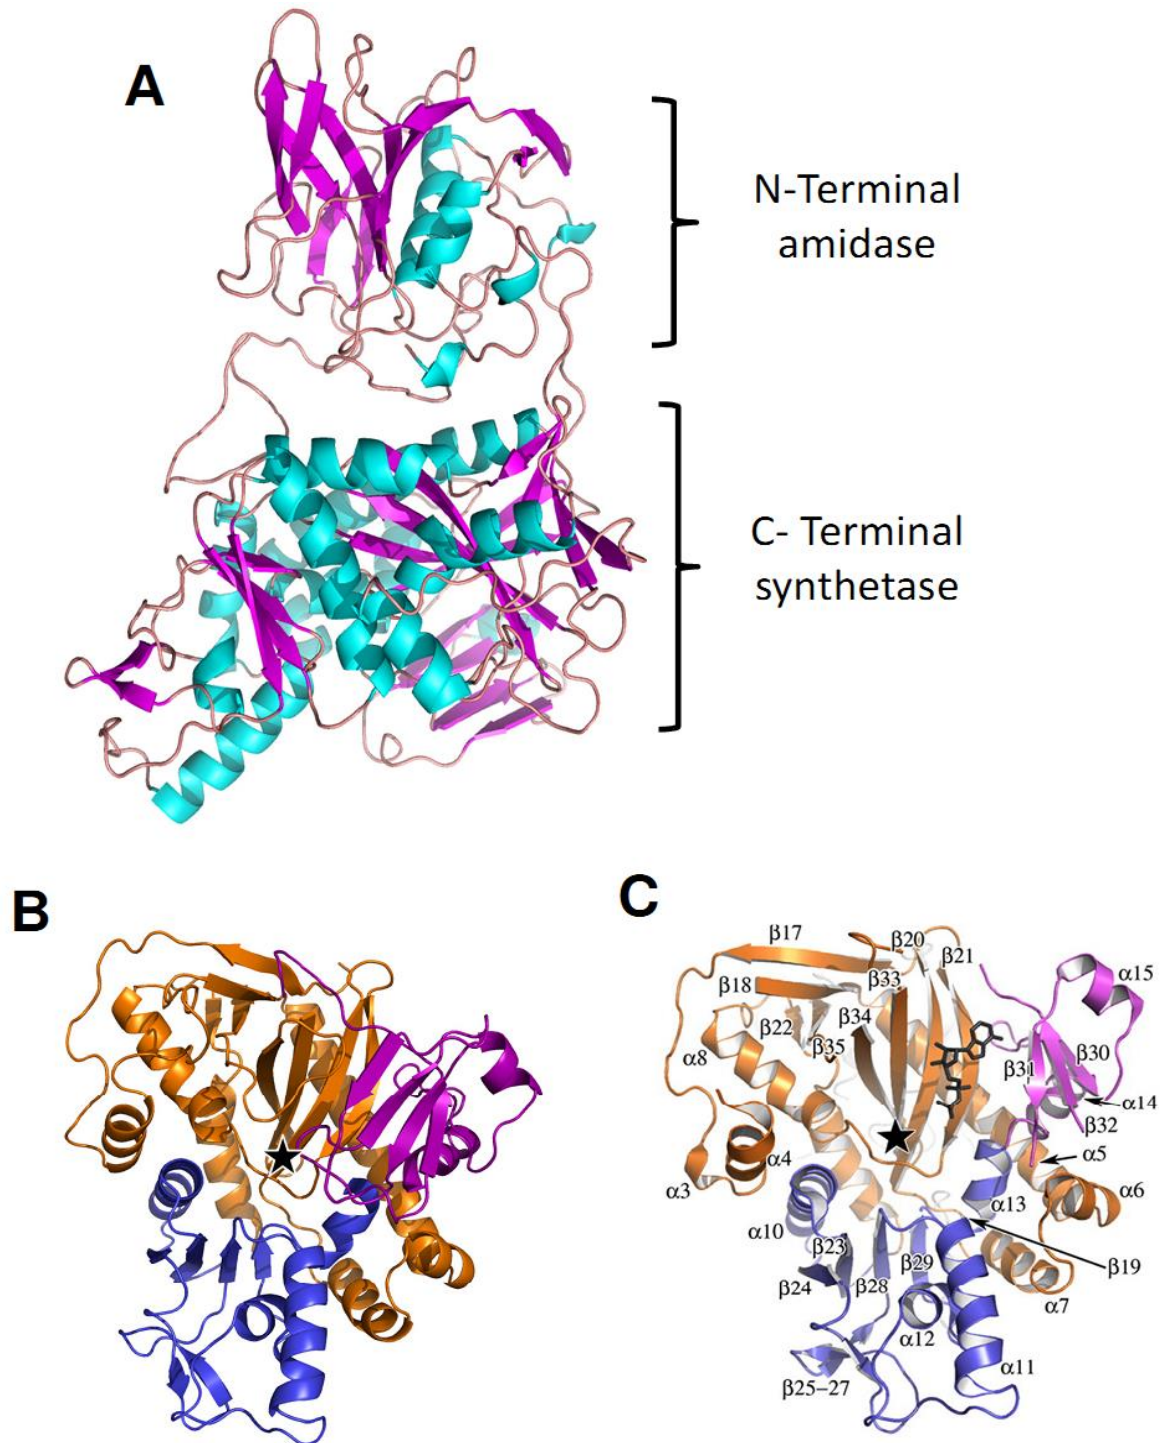 A
N-Terminal
amidase
C- Terminal
synthetase
B
C
β17
β20
β21
β18
β33
α15
β22
β34
β35
α8
β31
β30
α14
β32
α4
α5
α3
α13
α6
α10
β23
β29
β19
β24
β28
α7
α12
α11
β25-27